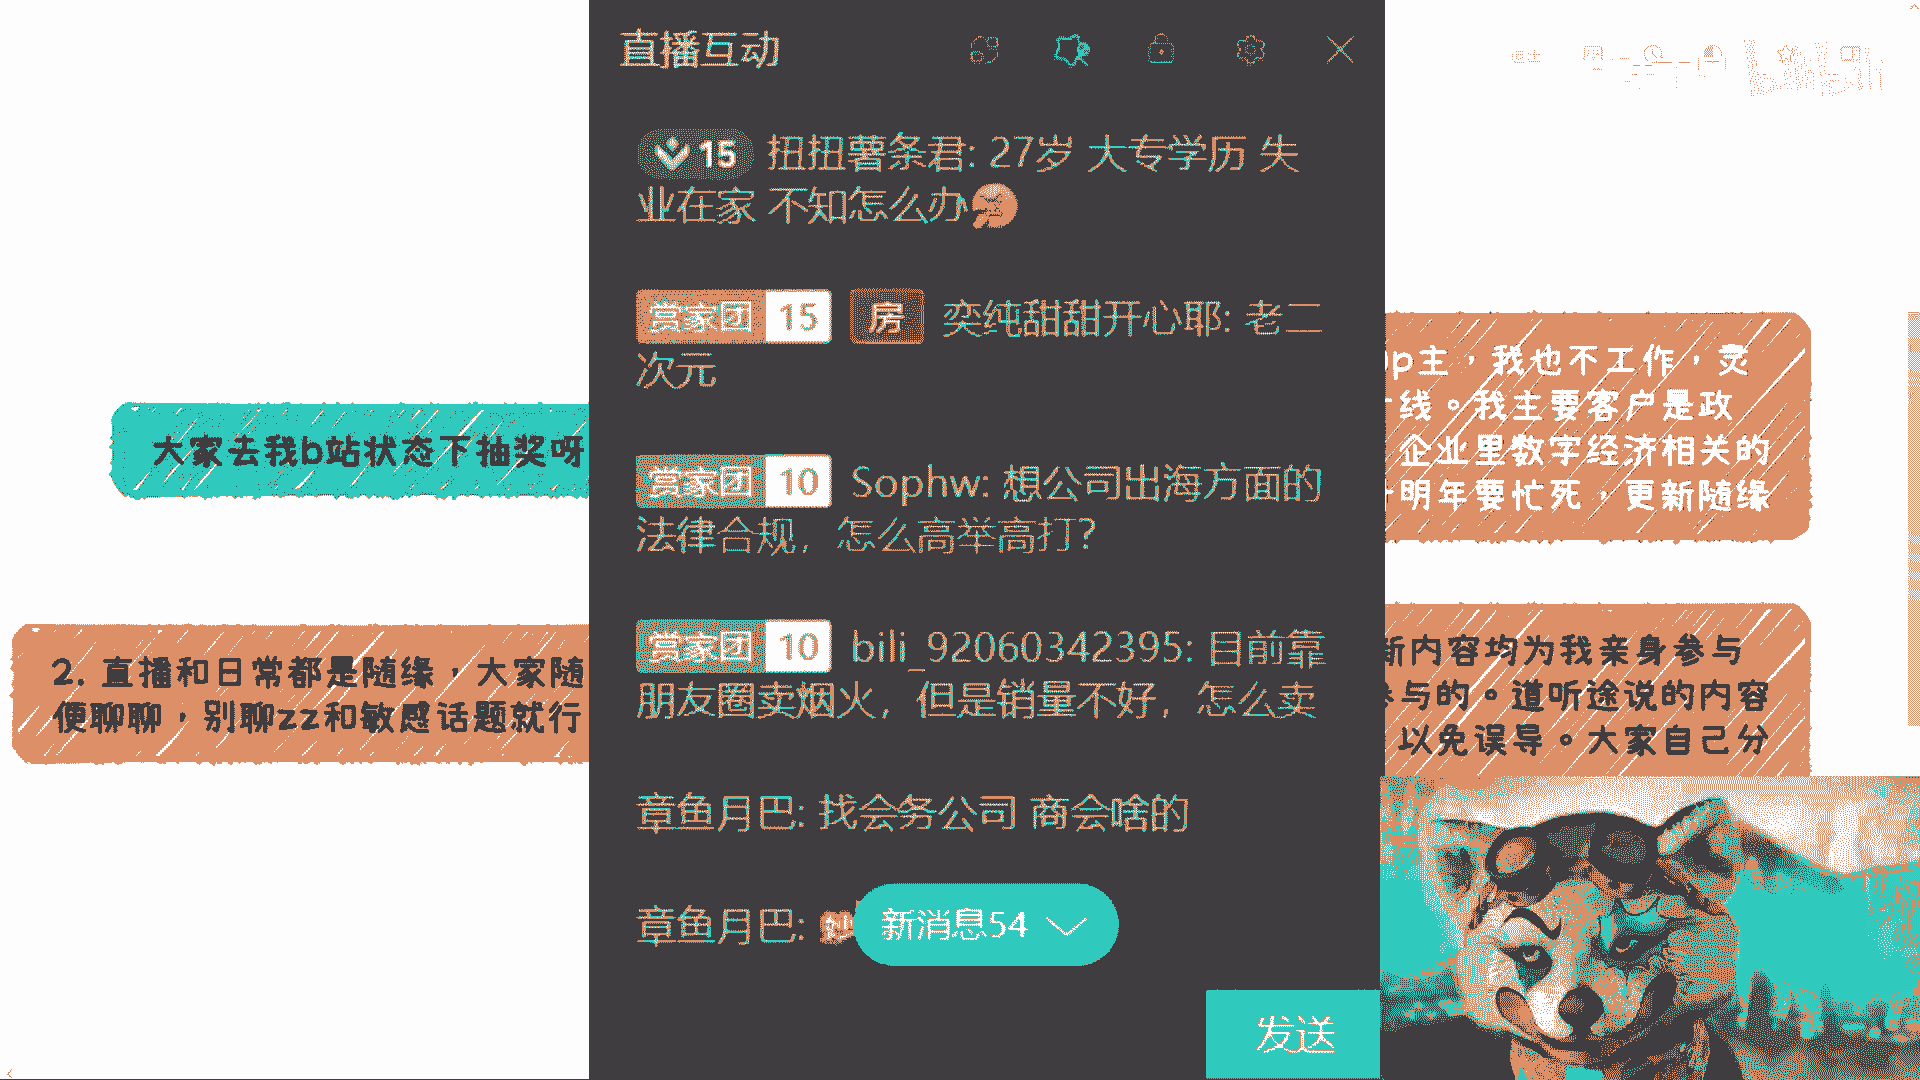 直播互动
15 扭扭薯条君: 27岁 大专学历 失
业在家 不知怎么办
赏家团 15 房 奕纯甜甜开心耶: 老二
次元
赏家团 10 Sophw: 想公司出海方面的
法律合规，怎么高举高打?
赏家团 10 bili_92060342395: 目前靠
朋友圈卖烟火，但是销量不好，怎么卖
章鱼月巴: 找会务公司 商会啥的
章鱼月巴:
新消息54
发送
大家去我b站状态下抽奖呀
2. 直播和日常都是随缘，大家随
便聊聊，别聊zz和敏感话题就行
p主，我也不工作，灵
线。我主要客户是政
企业里数字经济相关的
明年要忙死，更新随缘
新内容均为我亲身参与
参与的。道听途说的内容
以免误导。大家自己分